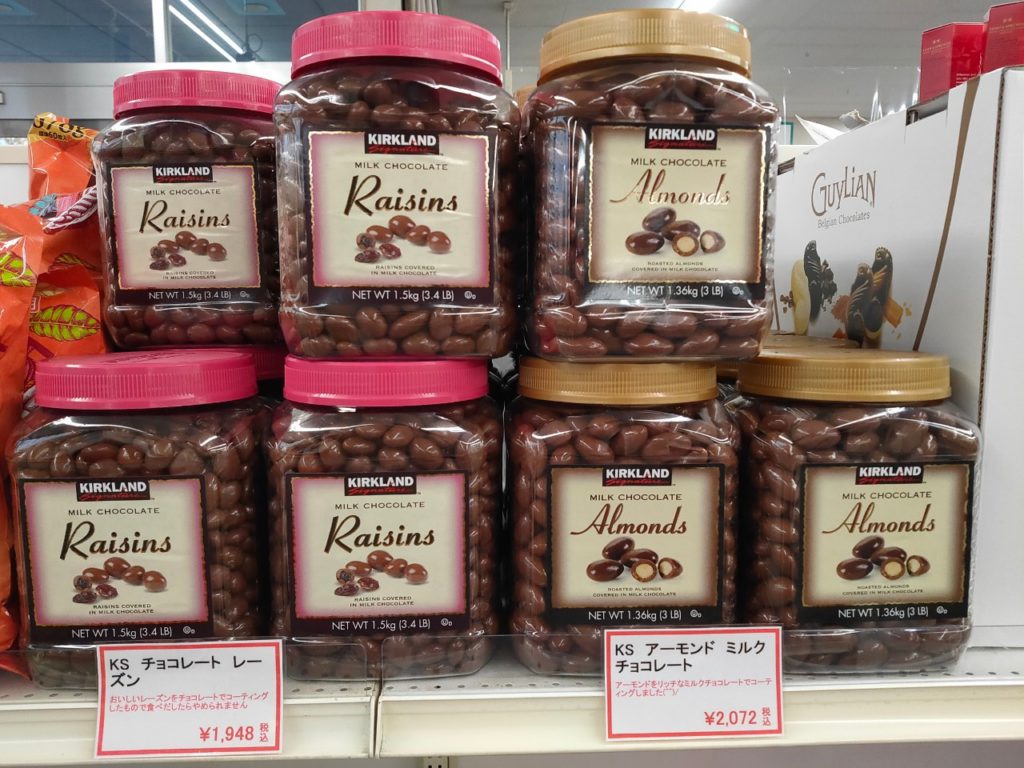 378g
KIRKLAND
Signature
MILK CHOCOLATE
Raisins
RAISINS COVERED
IN MILK CHOCOLATE
NET WT 1.5kg (3.4 LB)
KIRKLAND
Signature
MILK CHOCOLATE
Raisins
RAISINS COVERED
IN MILK CHOCOLATE
NET WT 1.5kg (3.4 LB)
KIRKLAND
Signature
MILK CHOCOLATE
Almonds
ROASTED ALMONDS
COVERED IN MILK CHOCOLATE
NET WT 1.36kg (3 LB)
GUYLIAN
Belgian Chocolates
KIRKLAND
Signature
MILK CHOCOLATE
Raisins
RAISINS COVERED
IN MILK CHOCOLATE
NET WT 1.5kg (3.4 LB)
KIRKLAND
Signature
MILK CHOCOLATE
Raisins
RAISINS COVERED
IN MILK CHOCOLATE
NET WT 1.5kg (3.4 LB)
KIRKLAND
Signature
MILK CHOCOLATE
Almonds
ROASTED ALMONDS
COVERED IN MILK CHOCOLATE
NET WT 1.36kg (3 LB)
KIRKLAND
Signature
MILK CHOCOLATE
Almonds
ROASTED ALMONDS
COVERED IN MILK CHOCOLATE
NET WT 1.36kg (3 LB)
KS チョコレート レー
ズン
おいしいレーズンをチョコレートでコーティング
したもので食べだしたらやめられません
¥1,948 税込
KS アーモンド ミルク
チョコレート
アーモンドをリッチなミルクチョコレートでコーテ
ィングしました(^^)/
¥2,072 税込